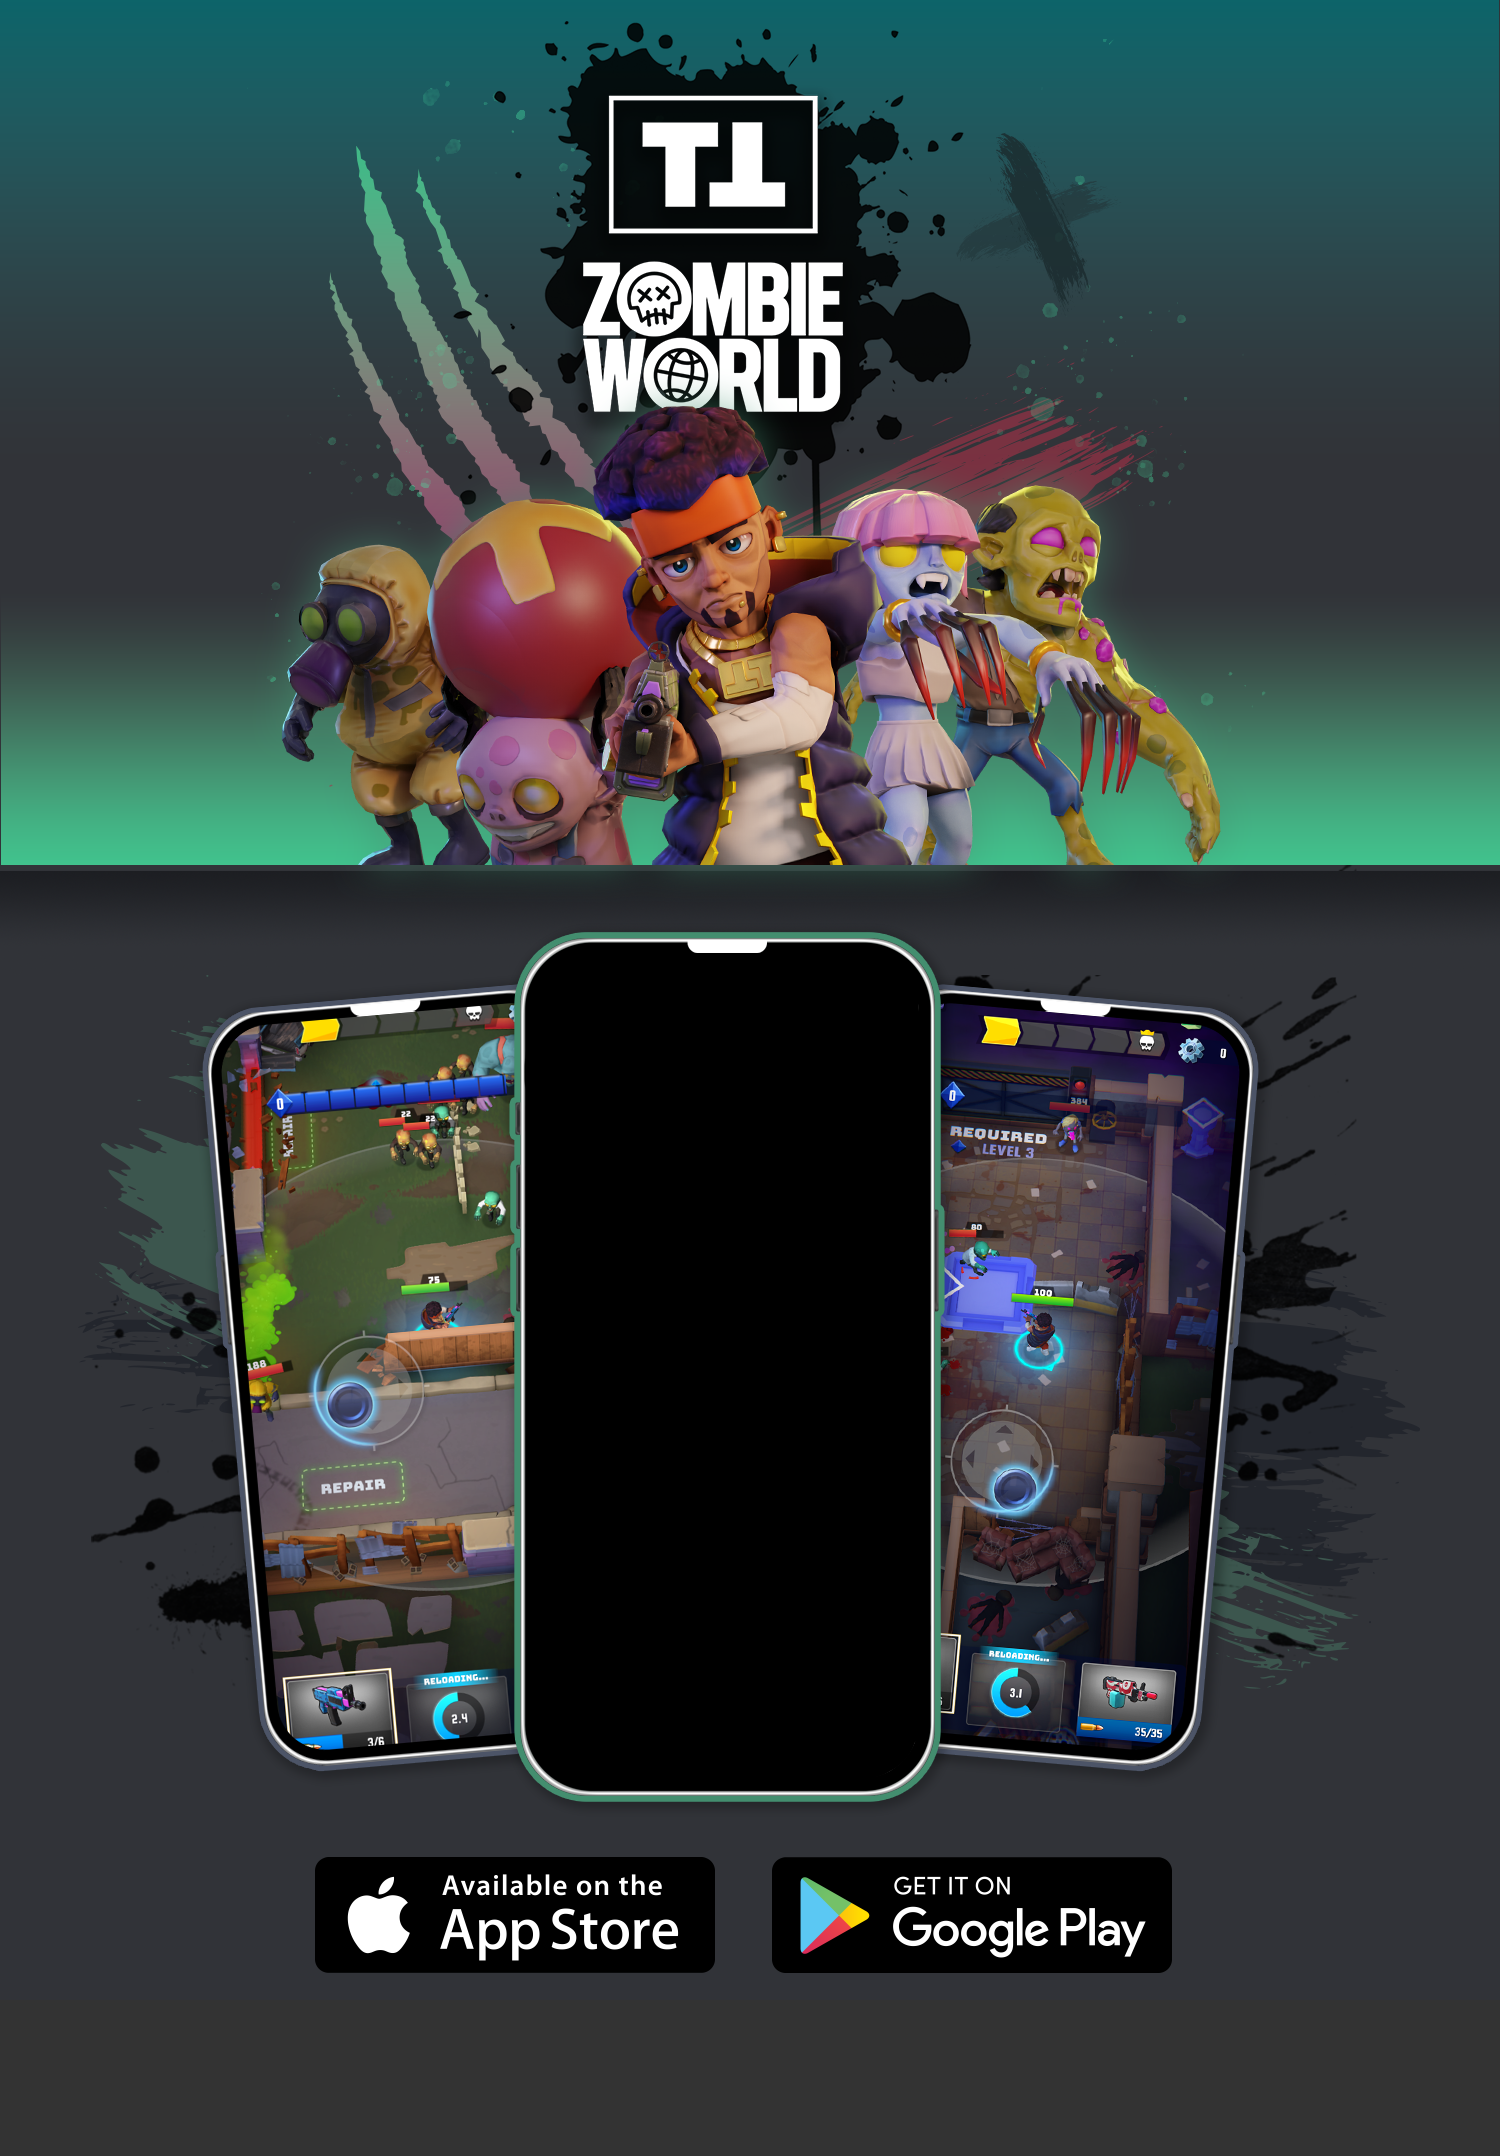 TT
ZOMBIE
WORLD
0
22
22
75
188
REPAIR
RELOADING...
2.4
3/6
0
0
384
REQUIRED
LEVEL 3
80
100
RELOADING...
3.1
35/35
Available on the
App Store
GET IT ON
Google Play